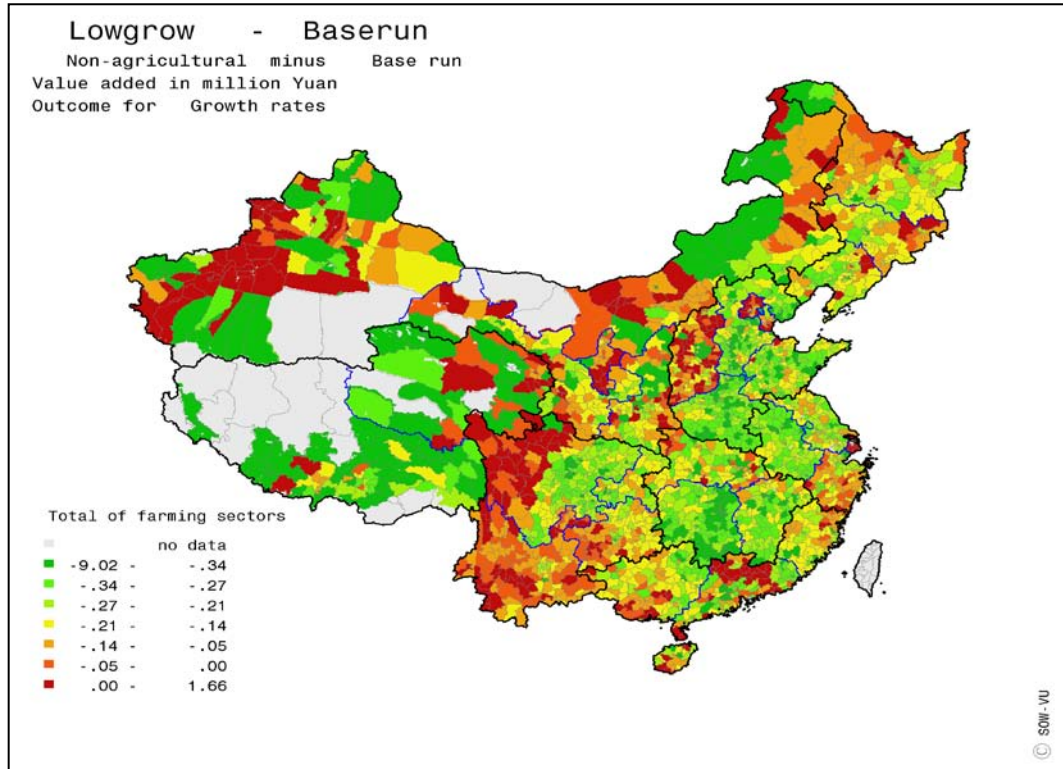 Lowgrow - Baserun
Non-agricultural minus Base run
Value added in million Yuan
Outcome for Growth rates
Total of farming sectors
no data
-9.02 - -.34
-.34 - -.27
-.27 - -.21
-.21 - -.14
-.14 - -.05
-.05 - .00
.00 - 1.66
© SOW-VU